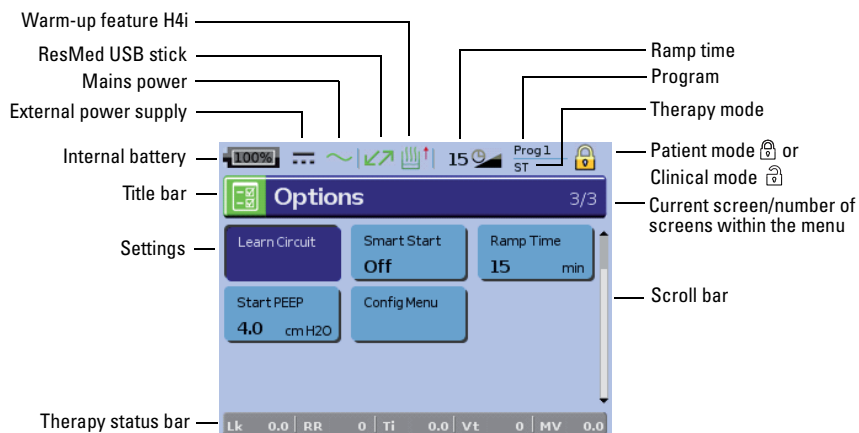 Warm-up feature H4i
ResMed USB stick
Mains power
External power supply
Internal battery
Title bar
Settings
Therapy status bar
Ramp time
Program
Therapy mode
Patient mode or
Clinical mode
Current screen/number of
screens within the menu
Scroll bar
100%
15
Prog 1
ST
Options
3/3
Learn Circuit
Smart Start
Off
Ramp Time
15 min
Start PEEP
4.0 cm H2O
Config Menu
Lk 0.0 RR 0 Ti 0.0 Vt 0 MV 0.0